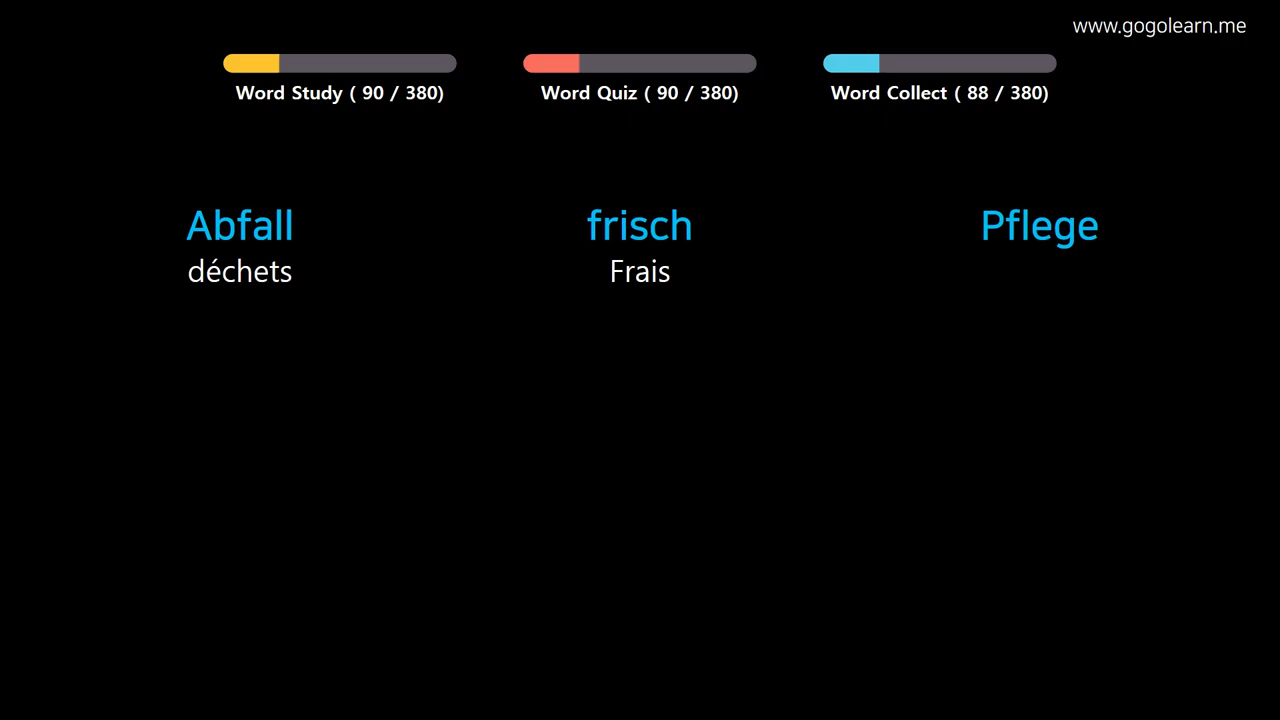 www.gogolearn.me
Word Study ( 90 / 380)
Word Quiz ( 90 / 380)
Word Collect ( 88 / 380)
Abfall
déchets
frisch
Frais
Pflege